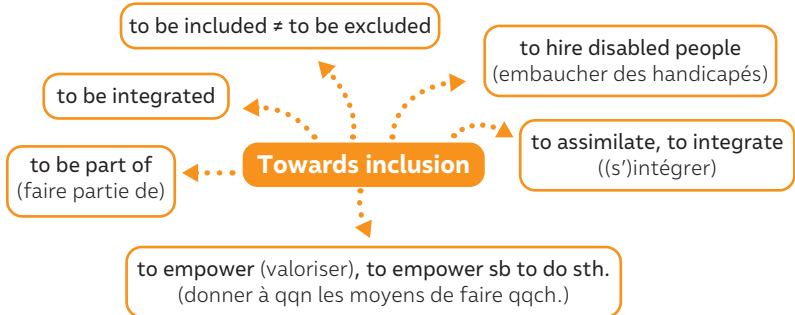 to be included ≠ to be excluded
to hire disabled people
(embaucher des handicapés)
to be integrated
to assimilate, to integrate
((s')intégrer)
Towards inclusion
to be part of
(faire partie de)
to empower (valoriser), to empower sb to do sth.
(donner à qqn les moyens de faire qqch.)